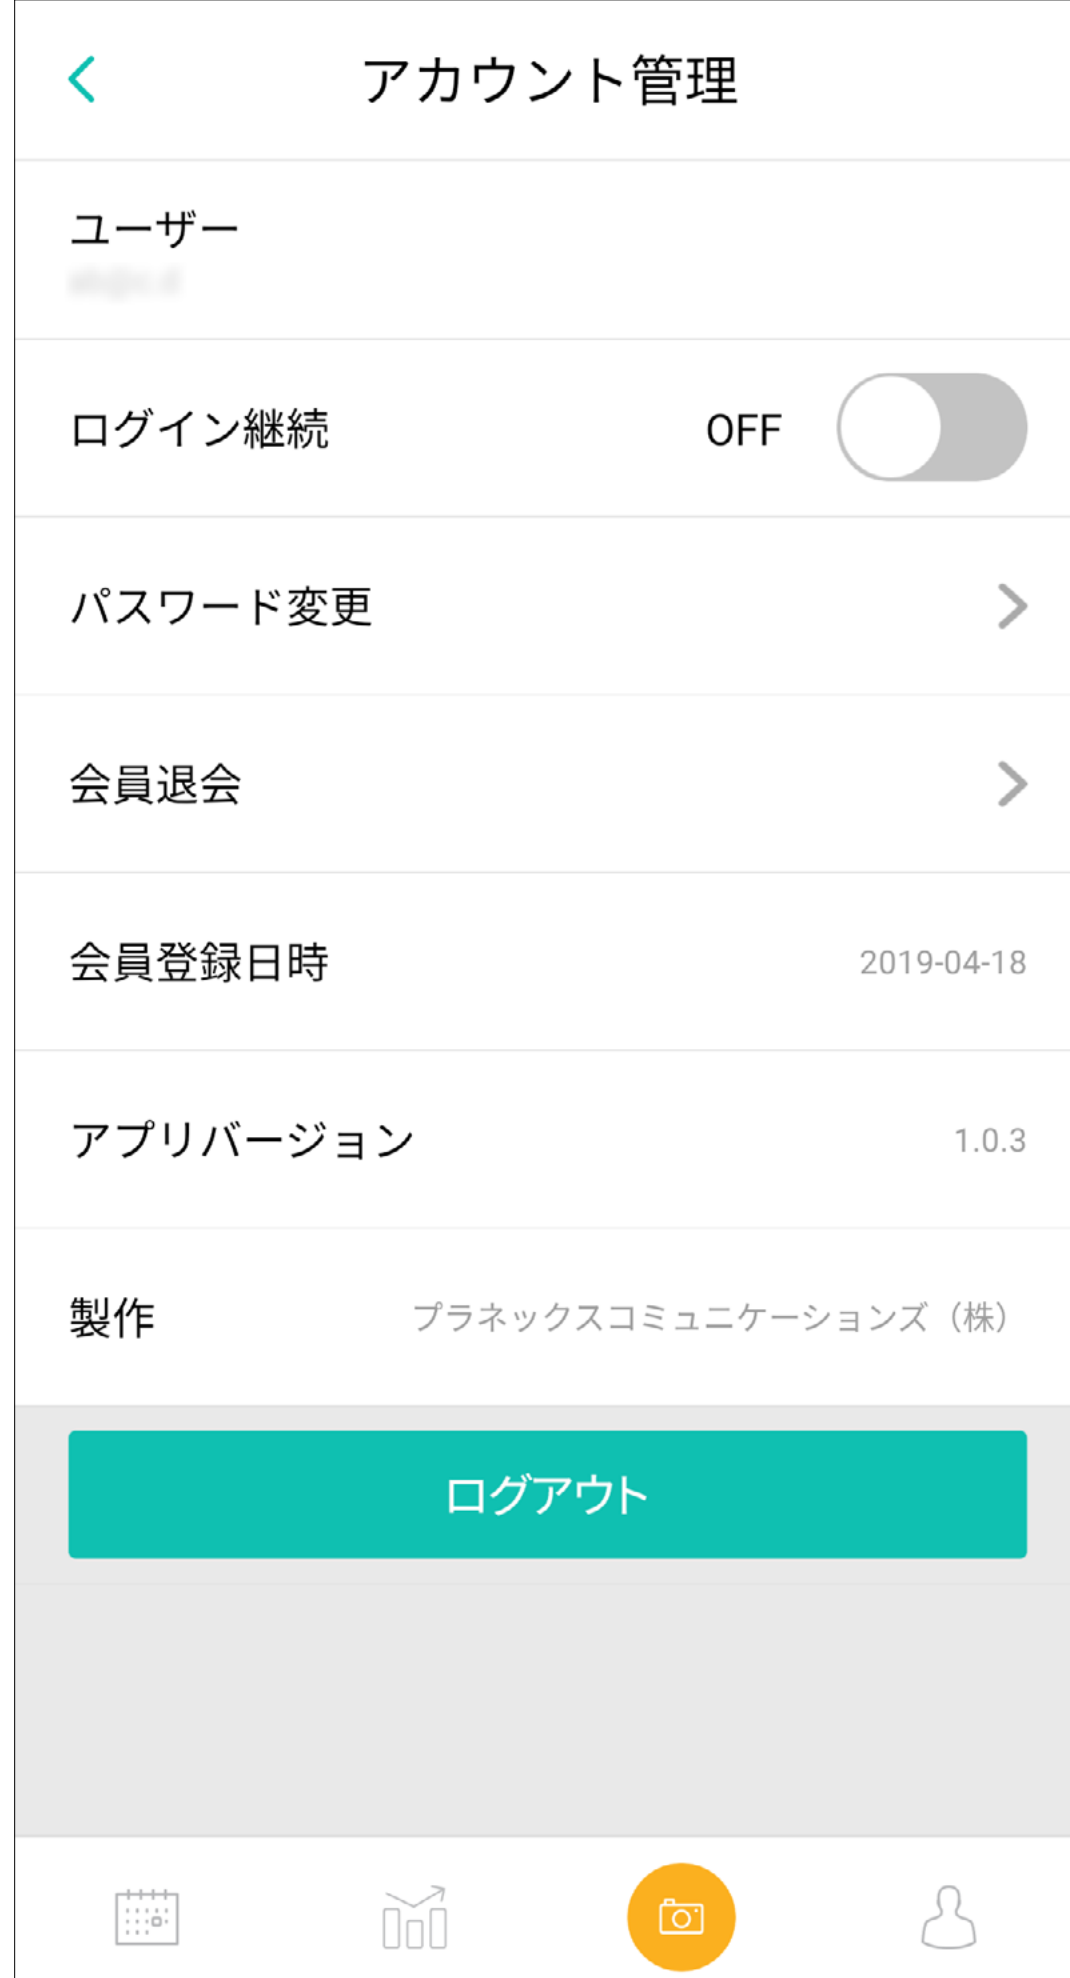 アカウント管理
ユーザー
ログイン継続 OFF
パスワード変更
会員退会
会員登録日時 2019-04-18
アプリバージョン 1.0.3
製作 プラネックスコミュニケーションズ（株）
ログアウト